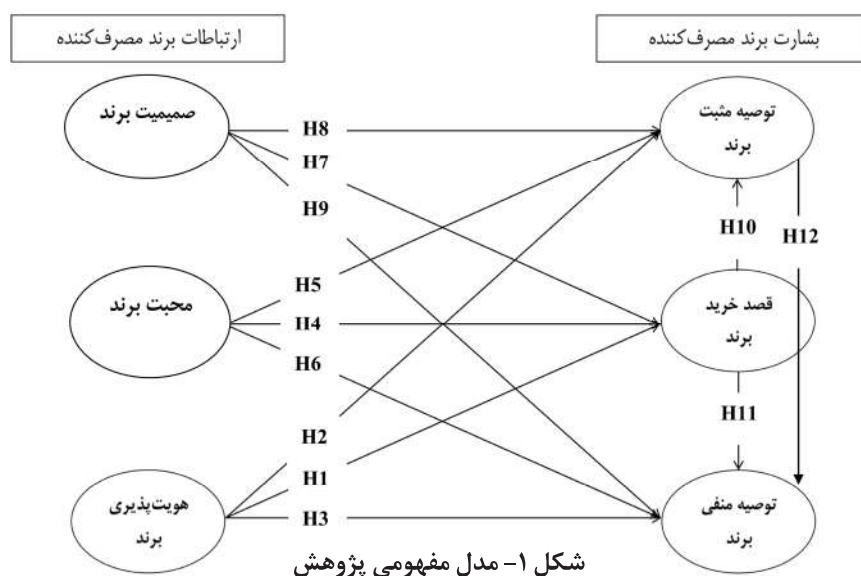 ارتباطات برند مصرف‌کننده
بشارت برند مصرف‌کننده
صمیمیت برند
توصیه مثبت
برند
H8
H7
H9
H10
H12
محبت برند
قصد خرید
برند
H5
H4
H6
H11
H2
H1
H3
هویت‌پذیری
برند
توصیه منفی
برند
شکل ۱- مدل مفهومی پژوهش